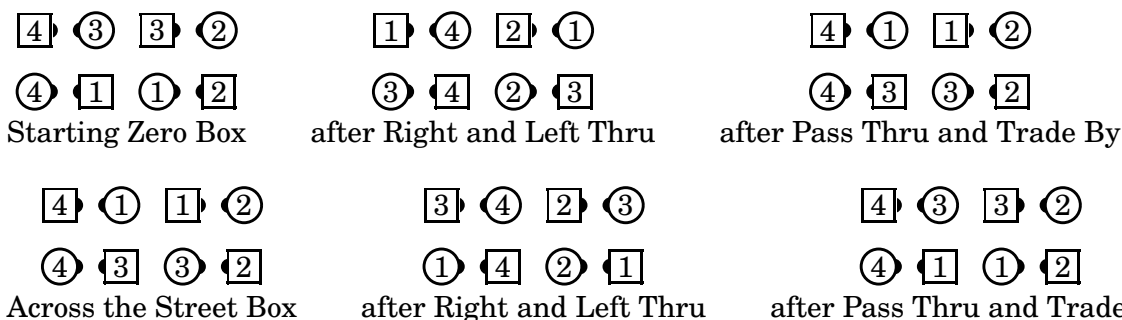 4 3 3 2 1 4 2 1 4 1 1 2
4 1 1 2 3 4 2 3 4 3 3 2
Starting Zero Box after Right and Left Thru after Pass Thru and Trade By
4 1 1 2 3 4 2 3 4 3 3 2
4 3 3 2 1 4 2 1 4 1 1 2
Across the Street Box after Right and Left Thru after Pass Thru and Trade